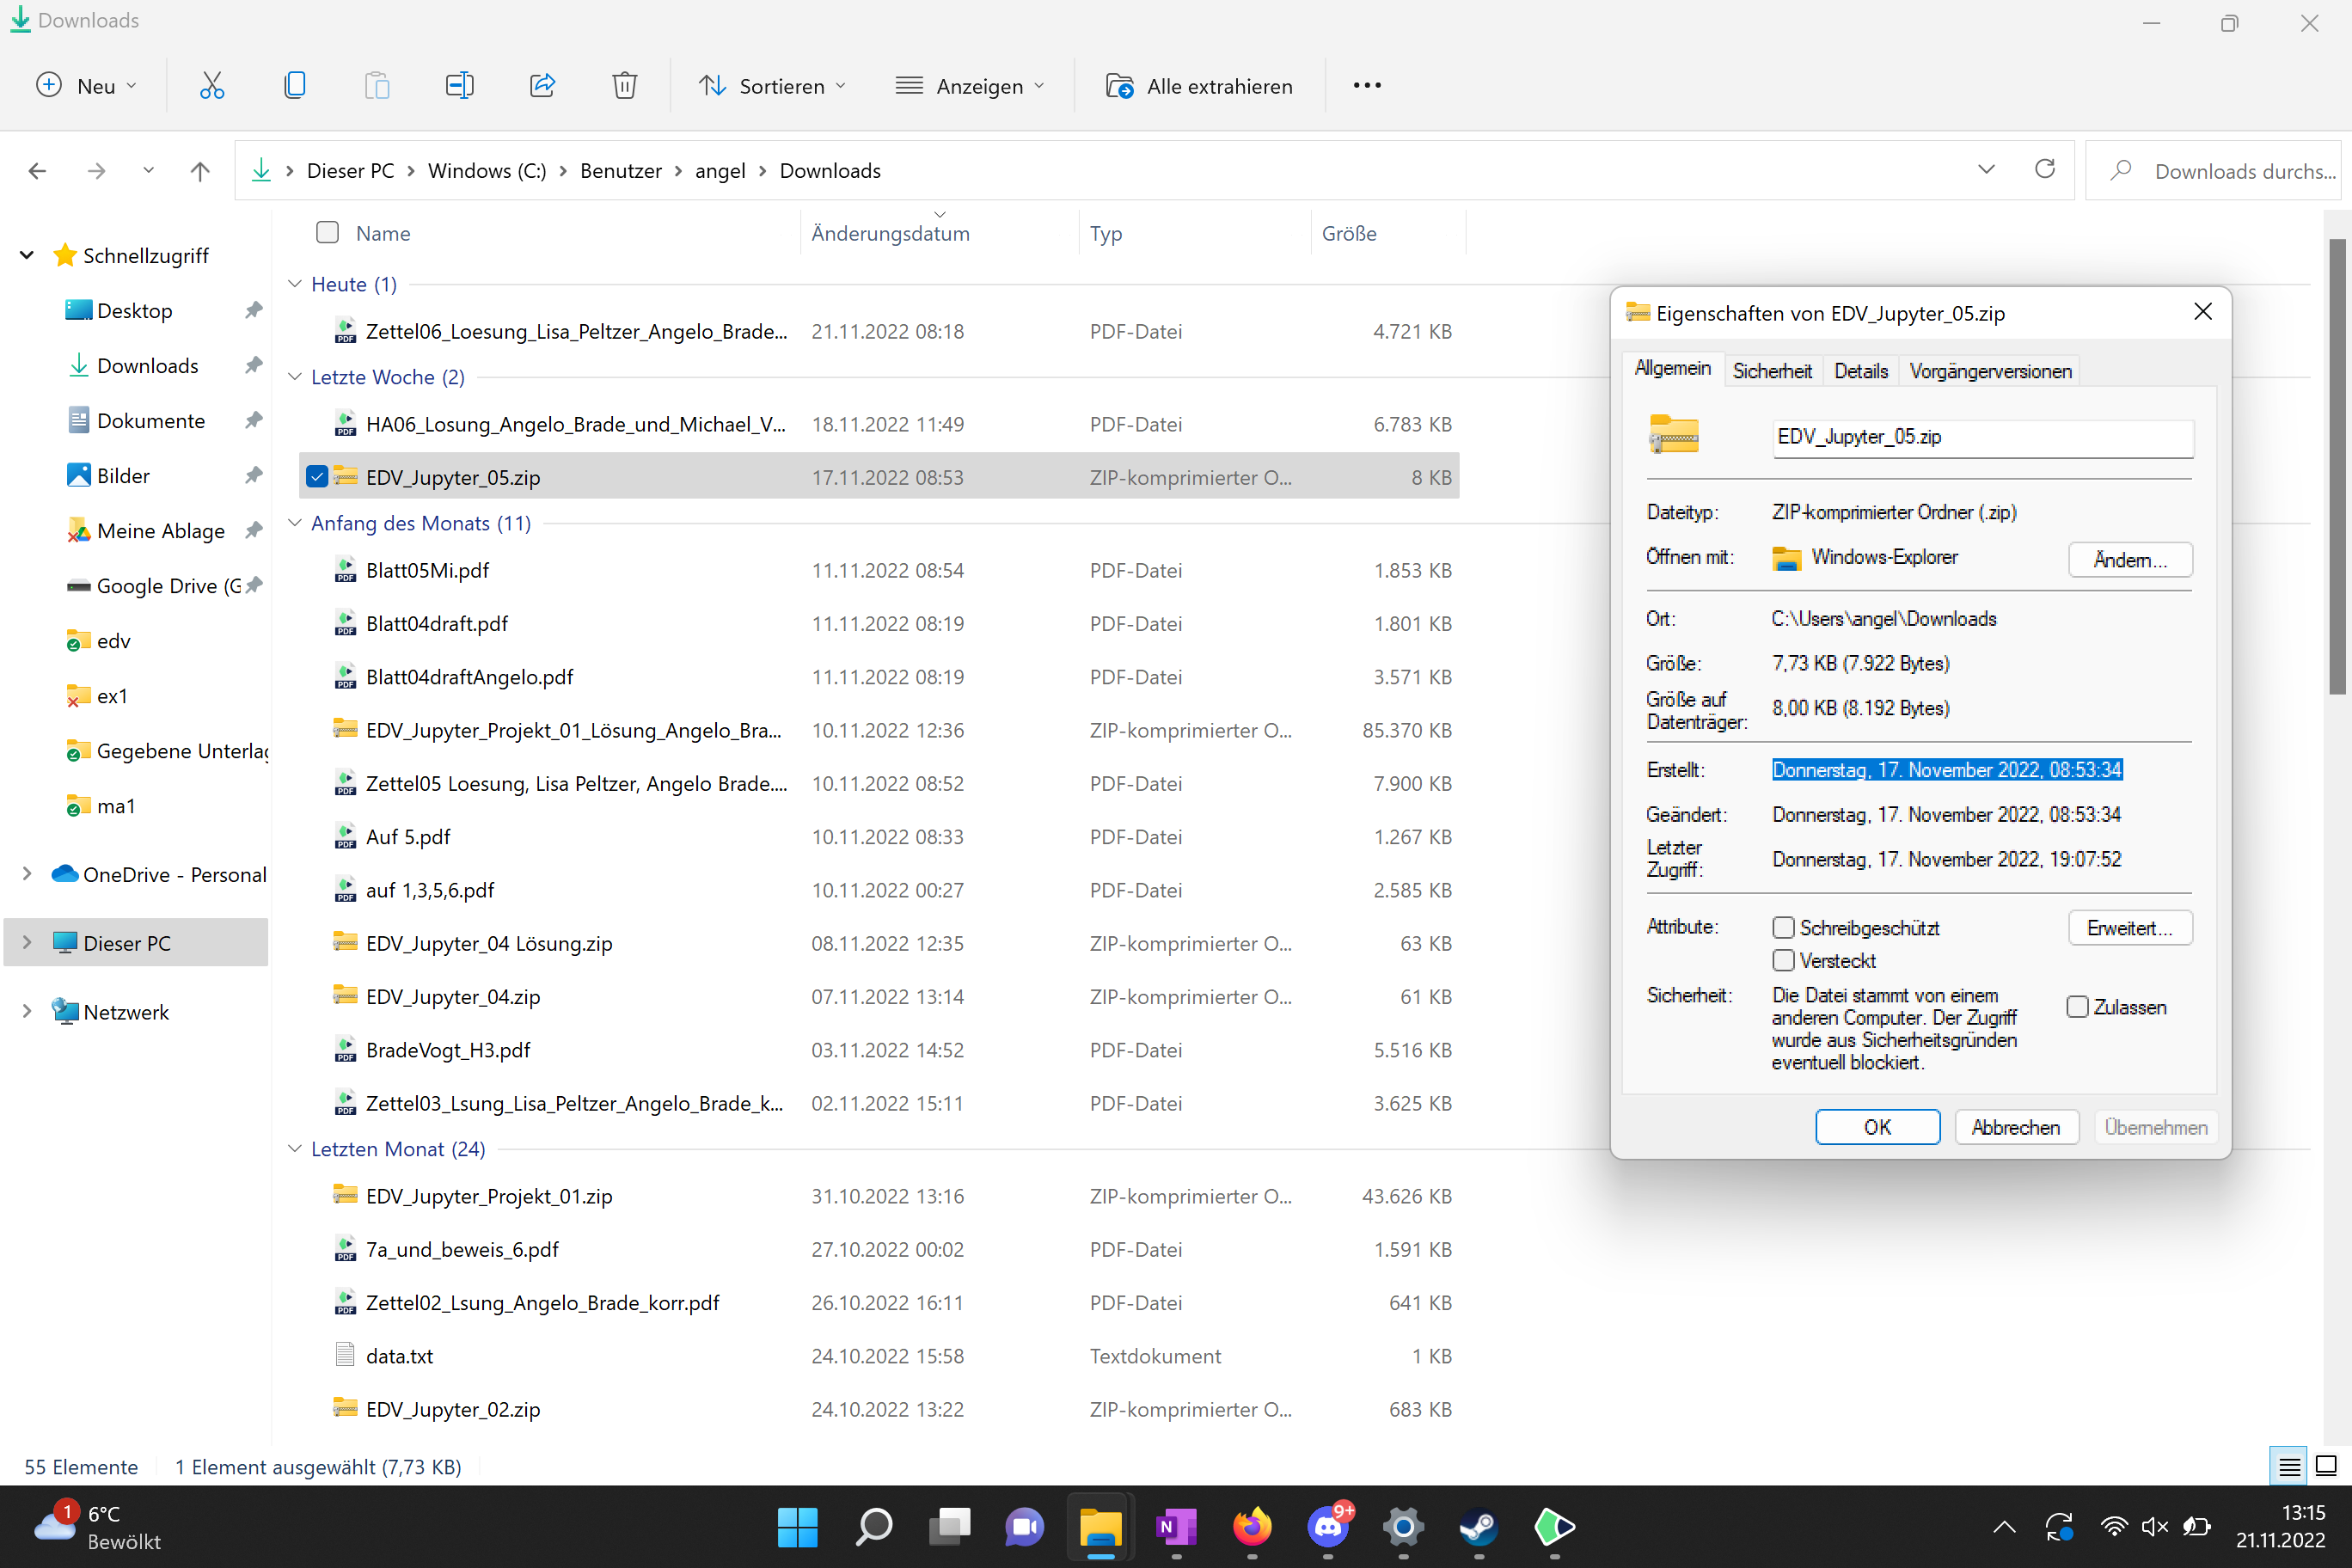 Downloads
Neu
Sortieren
Anzeigen
Alle extrahieren
Dieser PC > Windows (C:) > Benutzer > angel > Downloads
Downloads durchs...
Name Änderungsdatum Typ Größe
Schnellzugriff
Desktop
Downloads
Dokumente
Bilder
Meine Ablage
Google Drive (G
edv
ex1
Gegebene Unterlag
ma1
OneDrive - Personal
Dieser PC
Netzwerk
Heute (1)
Zettel06_Loesung_Lisa_Peltzer_Angelo_Brade... 21.11.2022 08:18 PDF-Datei 4.721 KB
Letzte Woche (2)
HA06_Losung_Angelo_Brade_und_Michael_V... 18.11.2022 11:49 PDF-Datei 6.783 KB
EDV_Jupyter_05.zip 17.11.2022 08:53 ZIP-komprimierter O... 8 KB
Anfang des Monats (11)
Blatt05Mi.pdf 11.11.2022 08:54 PDF-Datei 1.853 KB
Blatt04draft.pdf 11.11.2022 08:19 PDF-Datei 1.801 KB
Blatt04draftAngelo.pdf 11.11.2022 08:19 PDF-Datei 3.571 KB
EDV_Jupyter_Projekt_01_Lösung_Angelo_Bra... 10.11.2022 12:36 ZIP-komprimierter O... 85.370 KB
Zettel05 Loesung, Lisa Peltzer, Angelo Brade.... 10.11.2022 08:52 PDF-Datei 7.900 KB
Auf 5.pdf 10.11.2022 08:33 PDF-Datei 1.267 KB
auf 1,3,5,6.pdf 10.11.2022 00:27 PDF-Datei 2.585 KB
EDV_Jupyter_04 Lösung.zip 08.11.2022 12:35 ZIP-komprimierter O... 63 KB
EDV_Jupyter_04.zip 07.11.2022 13:14 ZIP-komprimierter O... 61 KB
BradeVogt_H3.pdf 03.11.2022 14:52 PDF-Datei 5.516 KB
Zettel03_Lsung_Lisa_Peltzer_Angelo_Brade_k... 02.11.2022 15:11 PDF-Datei 3.625 KB
Letzten Monat (24)
EDV_Jupyter_Projekt_01.zip 31.10.2022 13:16 ZIP-komprimierter O... 43.626 KB
7a_und_beweis_6.pdf 27.10.2022 00:02 PDF-Datei 1.591 KB
Zettel02_Lsung_Angelo_Brade_korr.pdf 26.10.2022 16:11 PDF-Datei 641 KB
data.txt 24.10.2022 15:58 Textdokument 1 KB
EDV_Jupyter_02.zip 24.10.2022 13:22 ZIP-komprimierter O... 683 KB
Eigenschaften von EDV_Jupyter_05.zip
Allgemein Sicherheit Details Vorgängerversionen
EDV_Jupyter_05.zip
Dateityp: ZIP-komprimierter Ordner (.zip)
Öffnen mit: Windows-Explorer Ändern...
Ort: C:\Users\angel\Downloads
Größe: 7,73 KB (7.922 Bytes)
Größe auf
Datenträger: 8,00 KB (8.192 Bytes)
Erstellt: Donnerstag, 17. November 2022, 08:53:34
Geändert: Donnerstag, 17. November 2022, 08:53:34
Letzter
Zugriff: Donnerstag, 17. November 2022, 19:07:52
Attribute: Schreibgeschützt Erweitert...
Versteckt
Sicherheit: Die Datei stammt von einem
anderen Computer. Der Zugriff
wurde aus Sicherheitsgründen
eventuell blockiert.
Zulassen
OK Abbrechen Übernehmen
55 Elemente 1 Element ausgewählt (7,73 KB)
1
6°C
Bewölkt
PDF
N
9+
13:15
21.11.2022